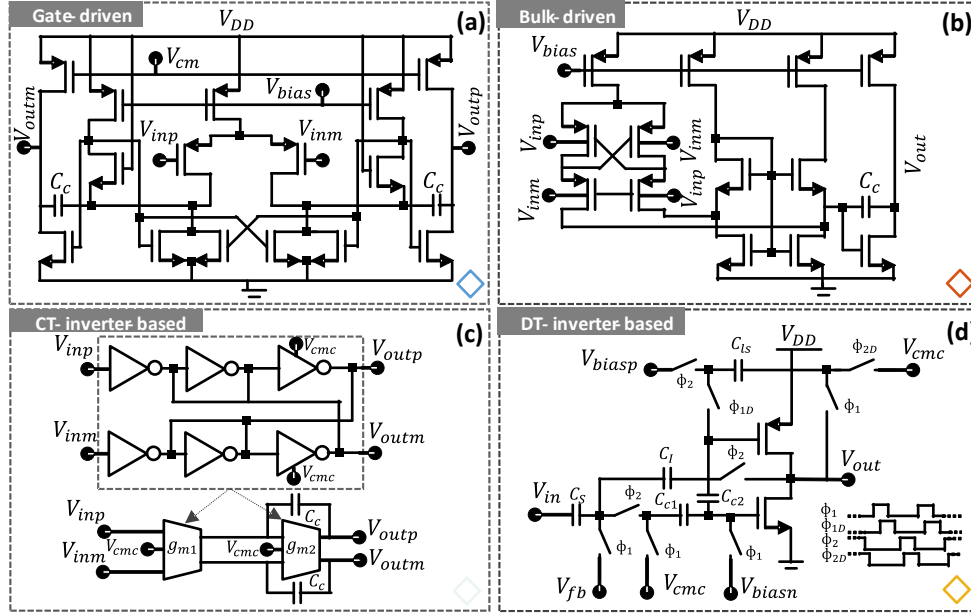 Gate- driven
(a)
V_DD
V_cm
V_bias
V_outm
V_outp
V_inp
V_inm
C_c
C_c
Bulk- driven
(b)
V_DD
V_bias
V_inp
V_inm
V_inm
V_inp
V_out
C_c
CT- inverter-based
(c)
V_inp
V_cmc
V_outp
V_inm
V_outm
V_cmc
V_inp
C_c
V_outp
V_cmc
g_m1
V_cmc
g_m2
V_inm
V_outm
C_c
DT- inverter-based
(d)
C_ls
V_DD
ϕ_2D
V_cmc
V_biasp
ϕ_2
ϕ_1D
ϕ_1
C_I
ϕ_2
V_out
V_in
C_S
ϕ_2
C_c1
C_c2
ϕ_1
ϕ_1
ϕ_1
V_fb
V_cmc
V_biasn
ϕ_1
ϕ_1D
ϕ_2
ϕ_2D